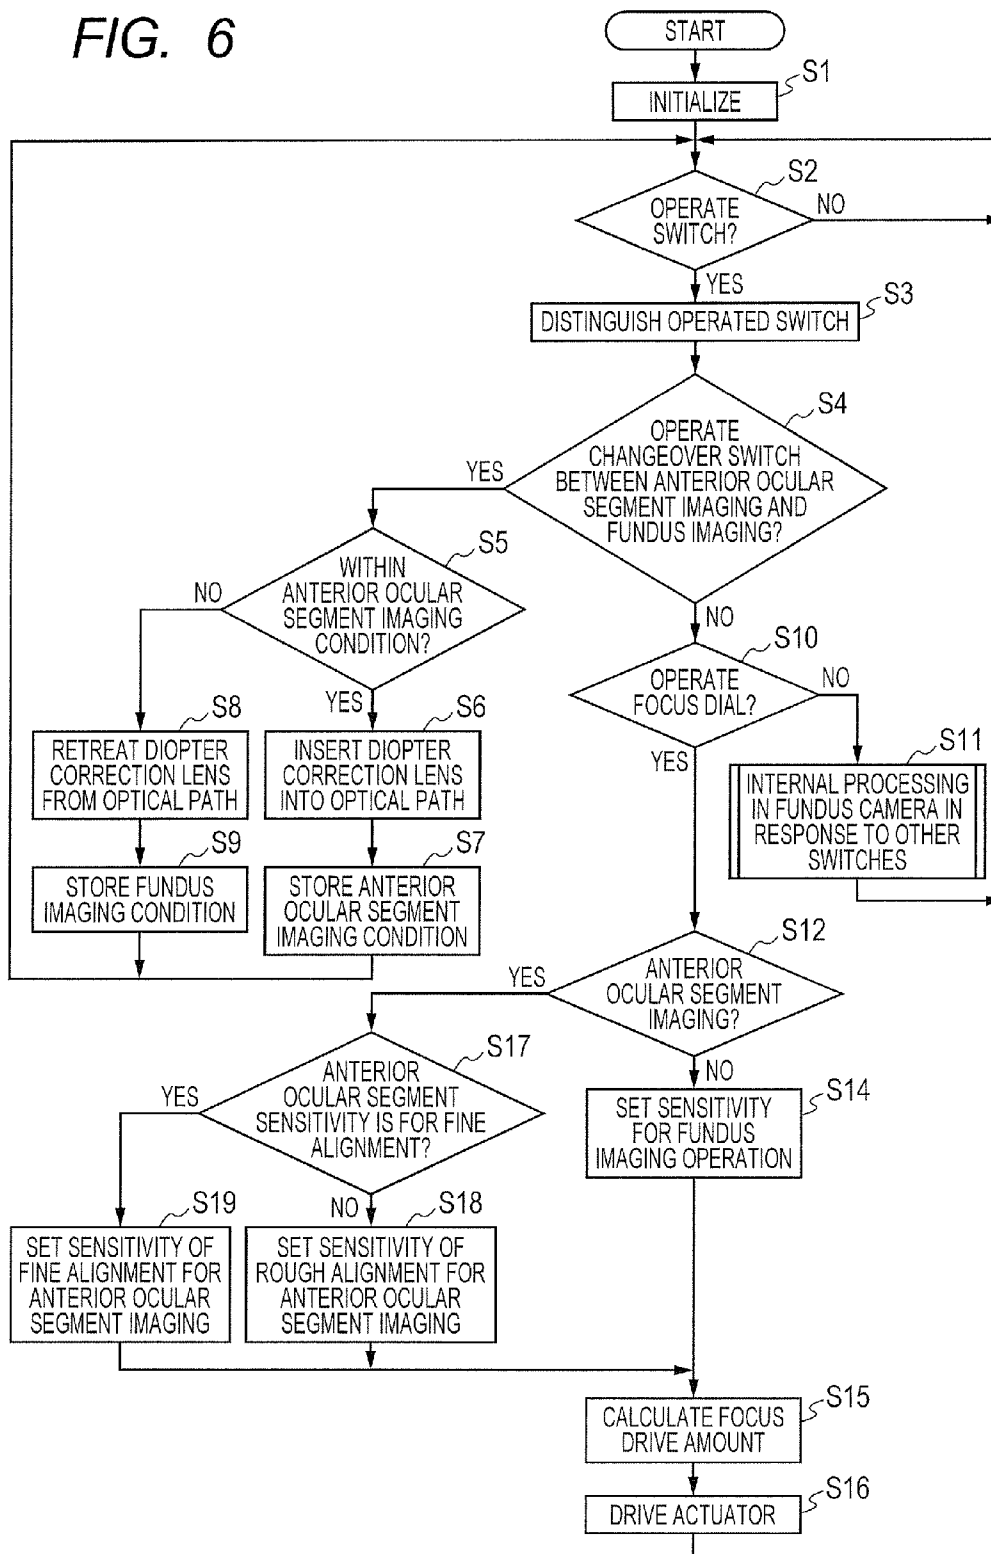 FIG. 6
START
S1
INITIALIZE
S2
OPERATE
SWITCH?
NO
YES
S3
DISTINGUISH OPERATED SWITCH
S4
OPERATE
CHANGEOVER SWITCH
BETWEEN ANTERIOR OCULAR
SEGMENT IMAGING AND
FUNDUS IMAGING?
YES
NO
S5
WITHIN
ANTERIOR OCULAR
SEGMENT IMAGING
CONDITION?
NO
YES
S10
OPERATE
FOCUS DIAL?
NO
YES
S8
RETREAT DIOPTER
CORRECTION LENS
FROM OPTICAL PATH
S6
INSERT DIOPTER
CORRECTION LENS
INTO OPTICAL PATH
S11
INTERNAL PROCESSING
IN FUNDUS CAMERA IN
RESPONSE TO OTHER
SWITCHES
S9
STORE FUNDUS
IMAGING CONDITION
S7
STORE ANTERIOR
OCULAR SEGMENT
IMAGING CONDITION
S12
ANTERIOR
OCULAR SEGMENT
IMAGING?
YES
NO
S17
ANTERIOR
OCULAR SEGMENT
SENSITIVITY IS FOR FINE
ALIGNMENT?
YES
NO
S14
SET SENSITIVITY
FOR FUNDUS
IMAGING OPERATION
S19
SET SENSITIVITY OF
FINE ALIGNMENT FOR
ANTERIOR OCULAR
SEGMENT IMAGING
S18
SET SENSITIVITY OF
ROUGH ALIGNMENT FOR
ANTERIOR OCULAR
SEGMENT IMAGING
S15
CALCULATE FOCUS
DRIVE AMOUNT
S16
DRIVE ACTUATOR